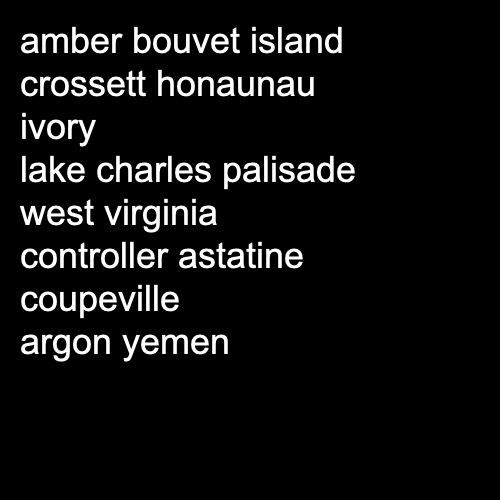 amber bouvet island
crossett honaunau
ivory
lake charles palisade
west virginia
controller astatine
coupeville
argon yemen